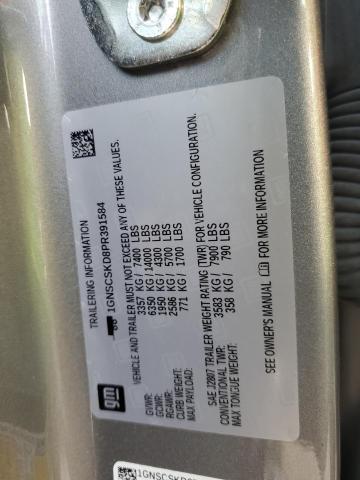 TRAILERING INFORMATION
1GNSCSKD8PR391584
VEHICLE AND TRAILER MUST NOT EXCEED ANY OF THESE VALUES.
GVWR: 3357 KG / 7400 LBS
GCWR: 6350 KG / 14000 LBS
RGAWR: 1950 KG / 4300 LBS
CURB WEIGHT: 2586 KG / 5700 LBS
MAX PAYLOAD: 771 KG / 1700 LBS
SAE J2807 TRAILER WEIGHT RATING (TWR) FOR VEHICLE CONFIGURATION.
CONVENTIONAL TWR: 3583 KG / 7900 LBS
MAX TONGUE WEIGHT: 358 KG / 790 LBS
SEE OWNER'S MANUAL FOR MORE INFORMATION
gm